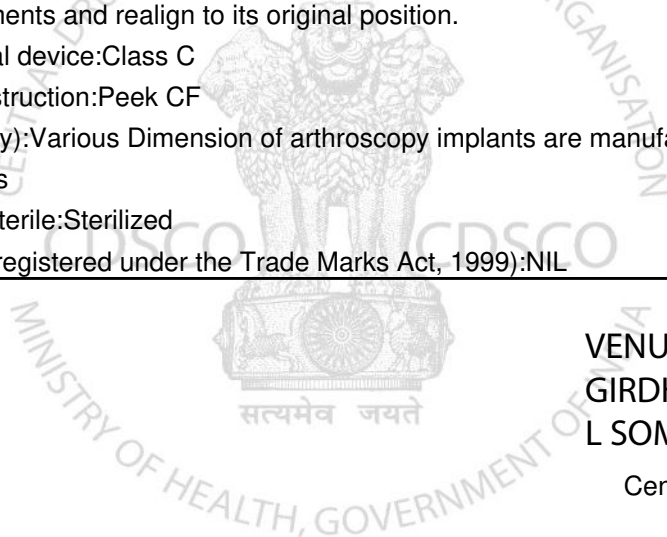 ments and realign to its original position.
al device:Class C
struction:Peek CF
y):Various Dimension of arthroscopy implants are manufa
s
terile:Sterilized
registered under the Trade Marks Act, 1999):NIL
CDSCO CDSCO
VENU
GIRDH
L SOM
Cen
सत्यमेव जयते
MINISTRY OF HEALTH, GOVERNMENT OF INDIA